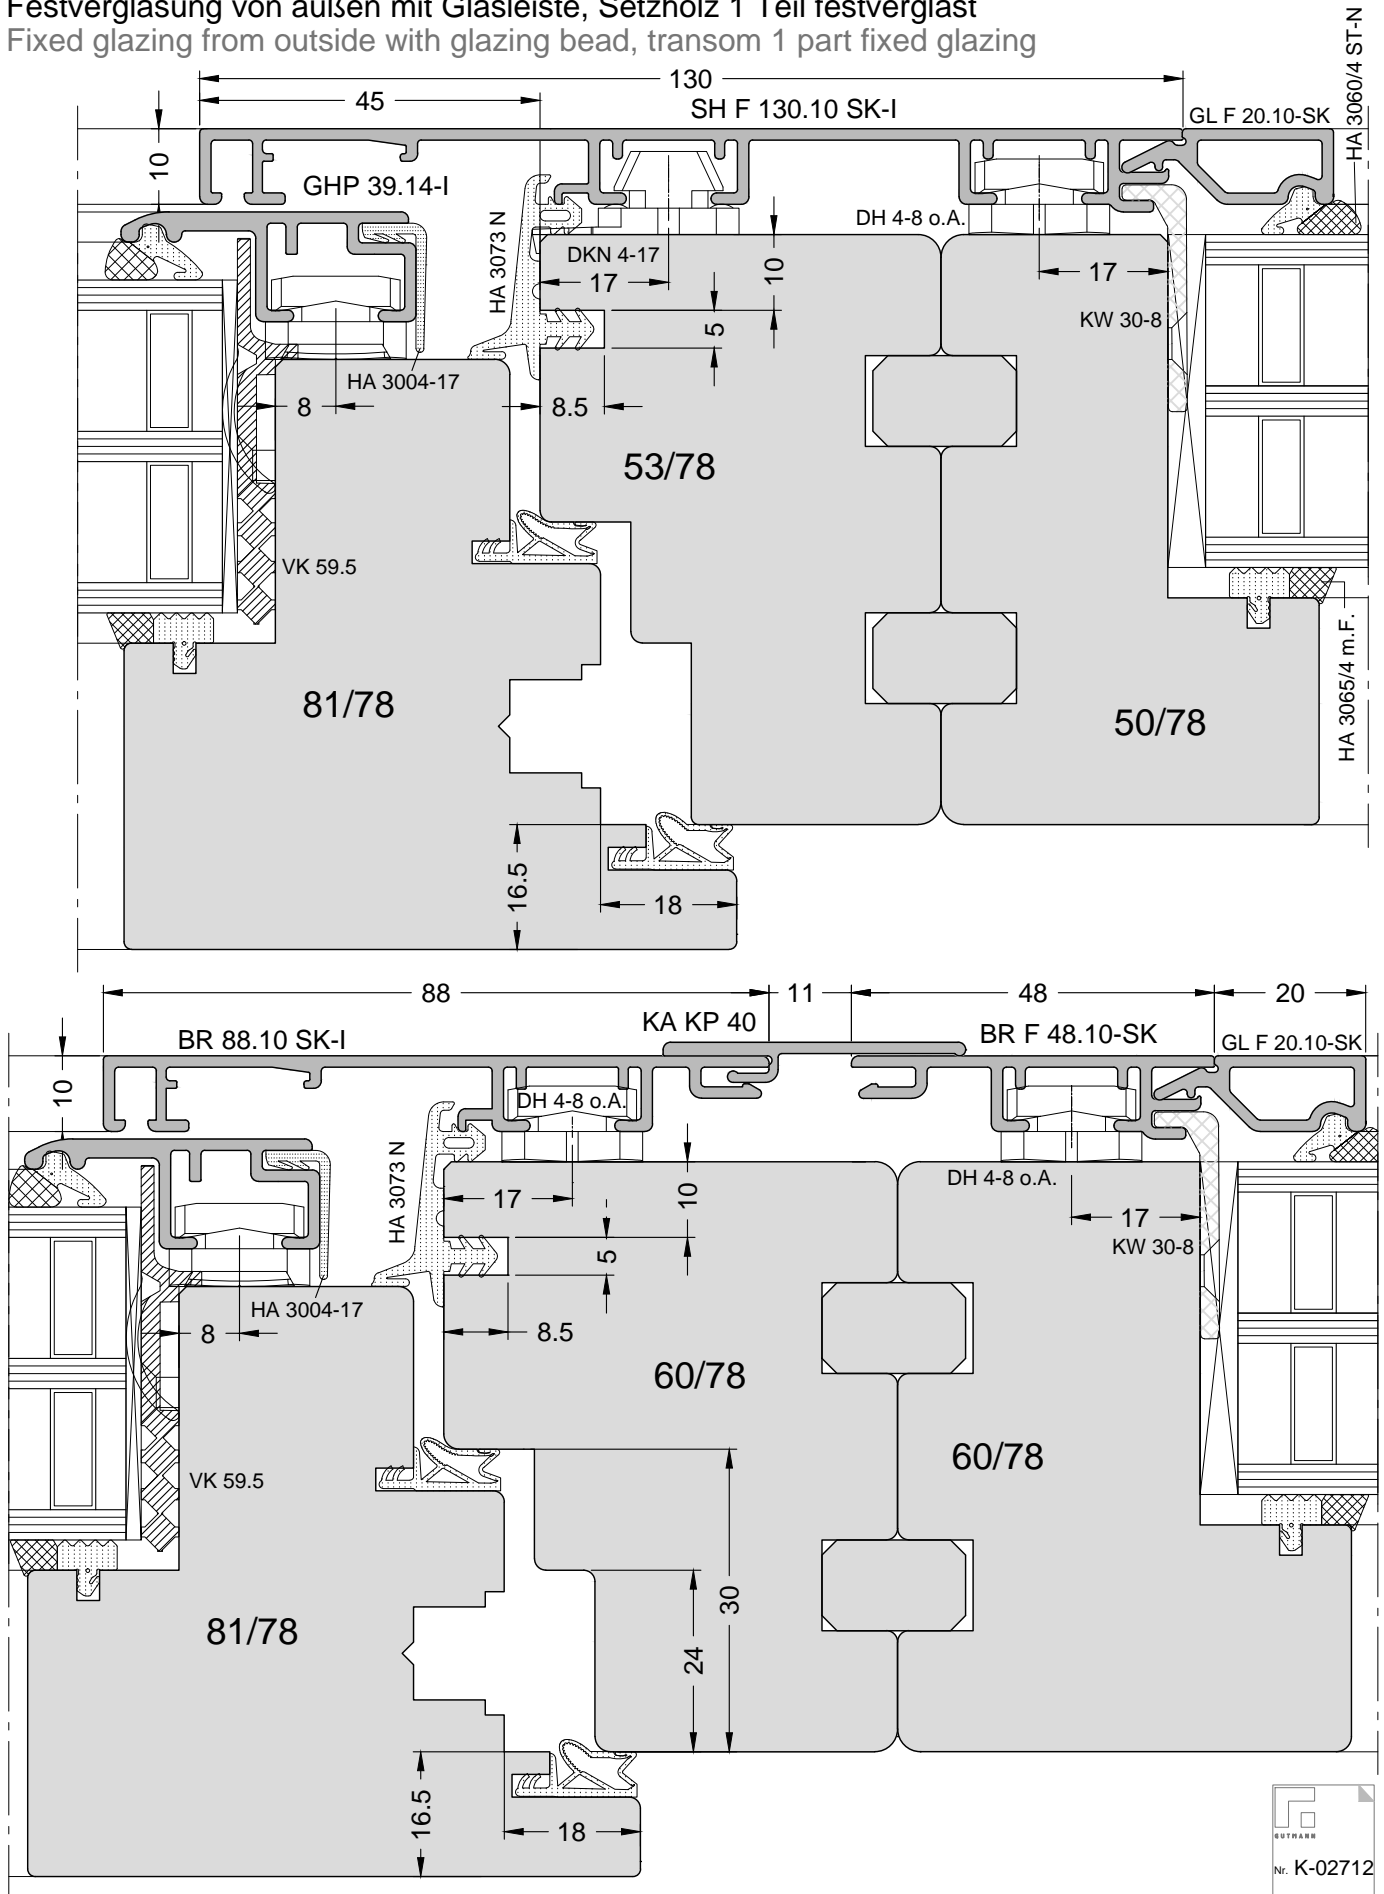 Festverglasung von außen mit Glasleiste, Setzholz 1 Teil festverglast
Fixed glazing from outside with glazing bead, transom 1 part fixed glazing
130
45
SH F 130.10 SK-I
GL F 20.10-SK
HA 3060/4 ST-N
10
GHP 39.14-I
HA 3073 N
DKN 4-17
17
10
5
DH 4-8 o.A.
17
KW 30-8
HA 3004-17
8
8.5
53/78
VK 59.5
81/78
50/78
HA 3065/4 m.F.
16.5
18
88
11
48
20
BR 88.10 SK-I
KA KP 40
BR F 48.10-SK
GL F 20.10-SK
10
DH 4-8 o.A.
HA 3073 N
17
10
5
DH 4-8 o.A.
17
KW 30-8
HA 3004-17
8
8.5
60/78
60/78
VK 59.5
81/78
30
24
16.5
18
GUTMANN
Nr. K-02712